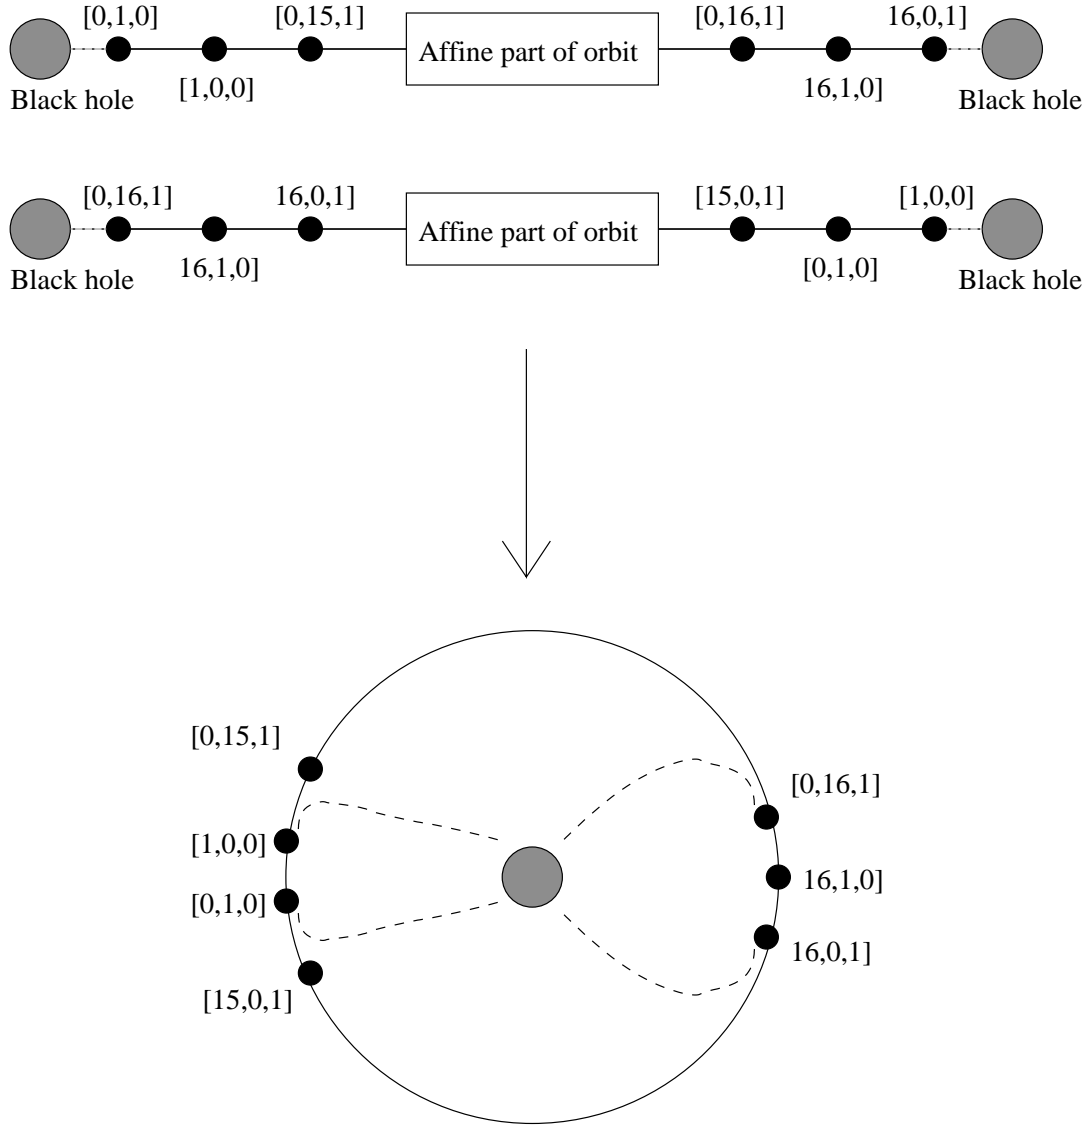 [0,1,0] [0,15,1] [0,16,1] 16,0,1]
Affine part of orbit
[1,0,0] 16,1,0]
Black hole Black hole
[0,16,1] 16,0,1] [15,0,1] [1,0,0]
Affine part of orbit
16,1,0] [0,1,0]
Black hole Black hole
[0,15,1]
[0,16,1]
[1,0,0]
16,1,0]
[0,1,0]
16,0,1]
[15,0,1]